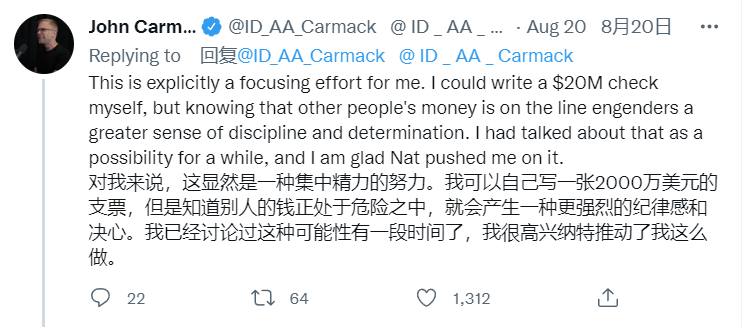 John Carm... @ID_AA_Carmack @ ID _ AA _ ... · Aug 20 8月20日 ...
Replying to 回复@ID_AA_Carmack @ ID _ AA _ Carmack
This is explicitly a focusing effort for me. I could write a $20M check
myself, but knowing that other people's money is on the line engenders a
greater sense of discipline and determination. I had talked about that as a
possibility for a while, and I am glad Nat pushed me on it.
对我来说，这显然是一种集中精力的努力。我可以自己写一张2000万美元的
支票，但是知道别人的钱正处于危险之中，就会产生一种更强烈的纪律感和
决心。我已经讨论过这种可能性有一段时间了，我很高兴纳特推动了我这么
做。
22 64 1,312